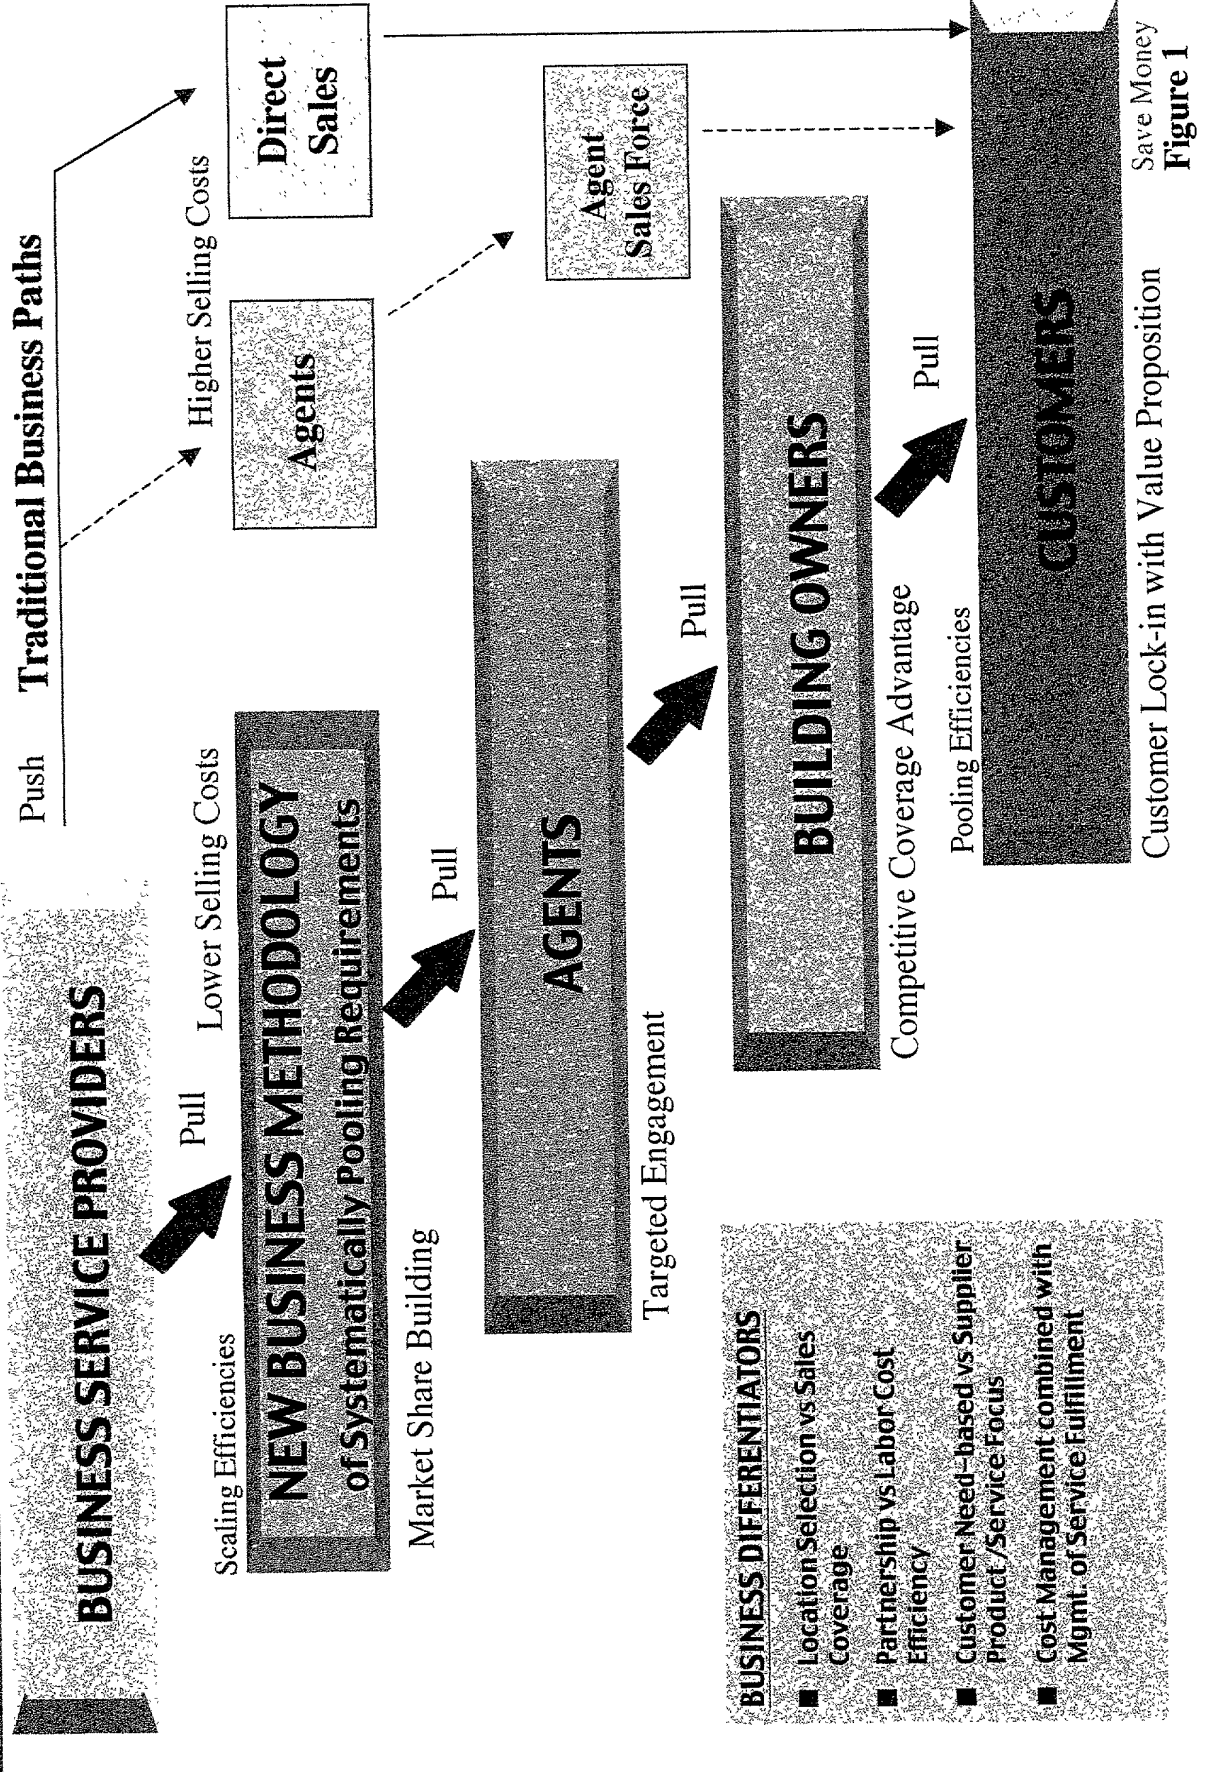 BUSINESS SERVICE PROVIDERS
Push
Traditional Business Paths
Pull
Lower Selling Costs
Higher Selling Costs
Scaling Efficiencies
NEW BUSINESS METHODOLOGY
of Systematically Pooling Requirements
Agents
Direct
Sales
Market Share Building
Pull
AGENTS
Agent
Sales Force
Targeted Engagement
Pull
BUILDING OWNERS
Competitive Coverage Advantage
Pull
Pooling Efficiencies
CUSTOMERS
Customer Lock-in with Value Proposition
Save Money
BUSINESS DIFFERENTIATORS
■ Location Selection vs Sales
Coverage
■ Partnership vs Labor Cost
Efficiency
■ Customer Need-based vs Supplier
Product/Service Focus
■ Cost Management combined with
Mgmt. of Service Fulfillment
Figure 1